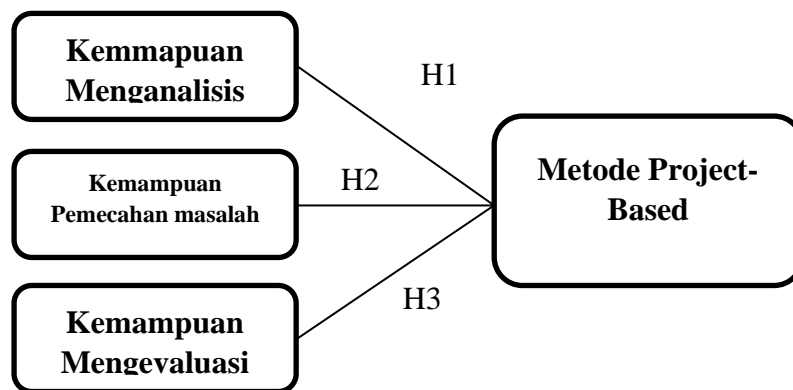 Kemmapuan
Menganalisis
H1
Kemampuan
Pemecahan masalah
H2
Metode Project-
Based
Kemampuan
Mengevaluasi
H3